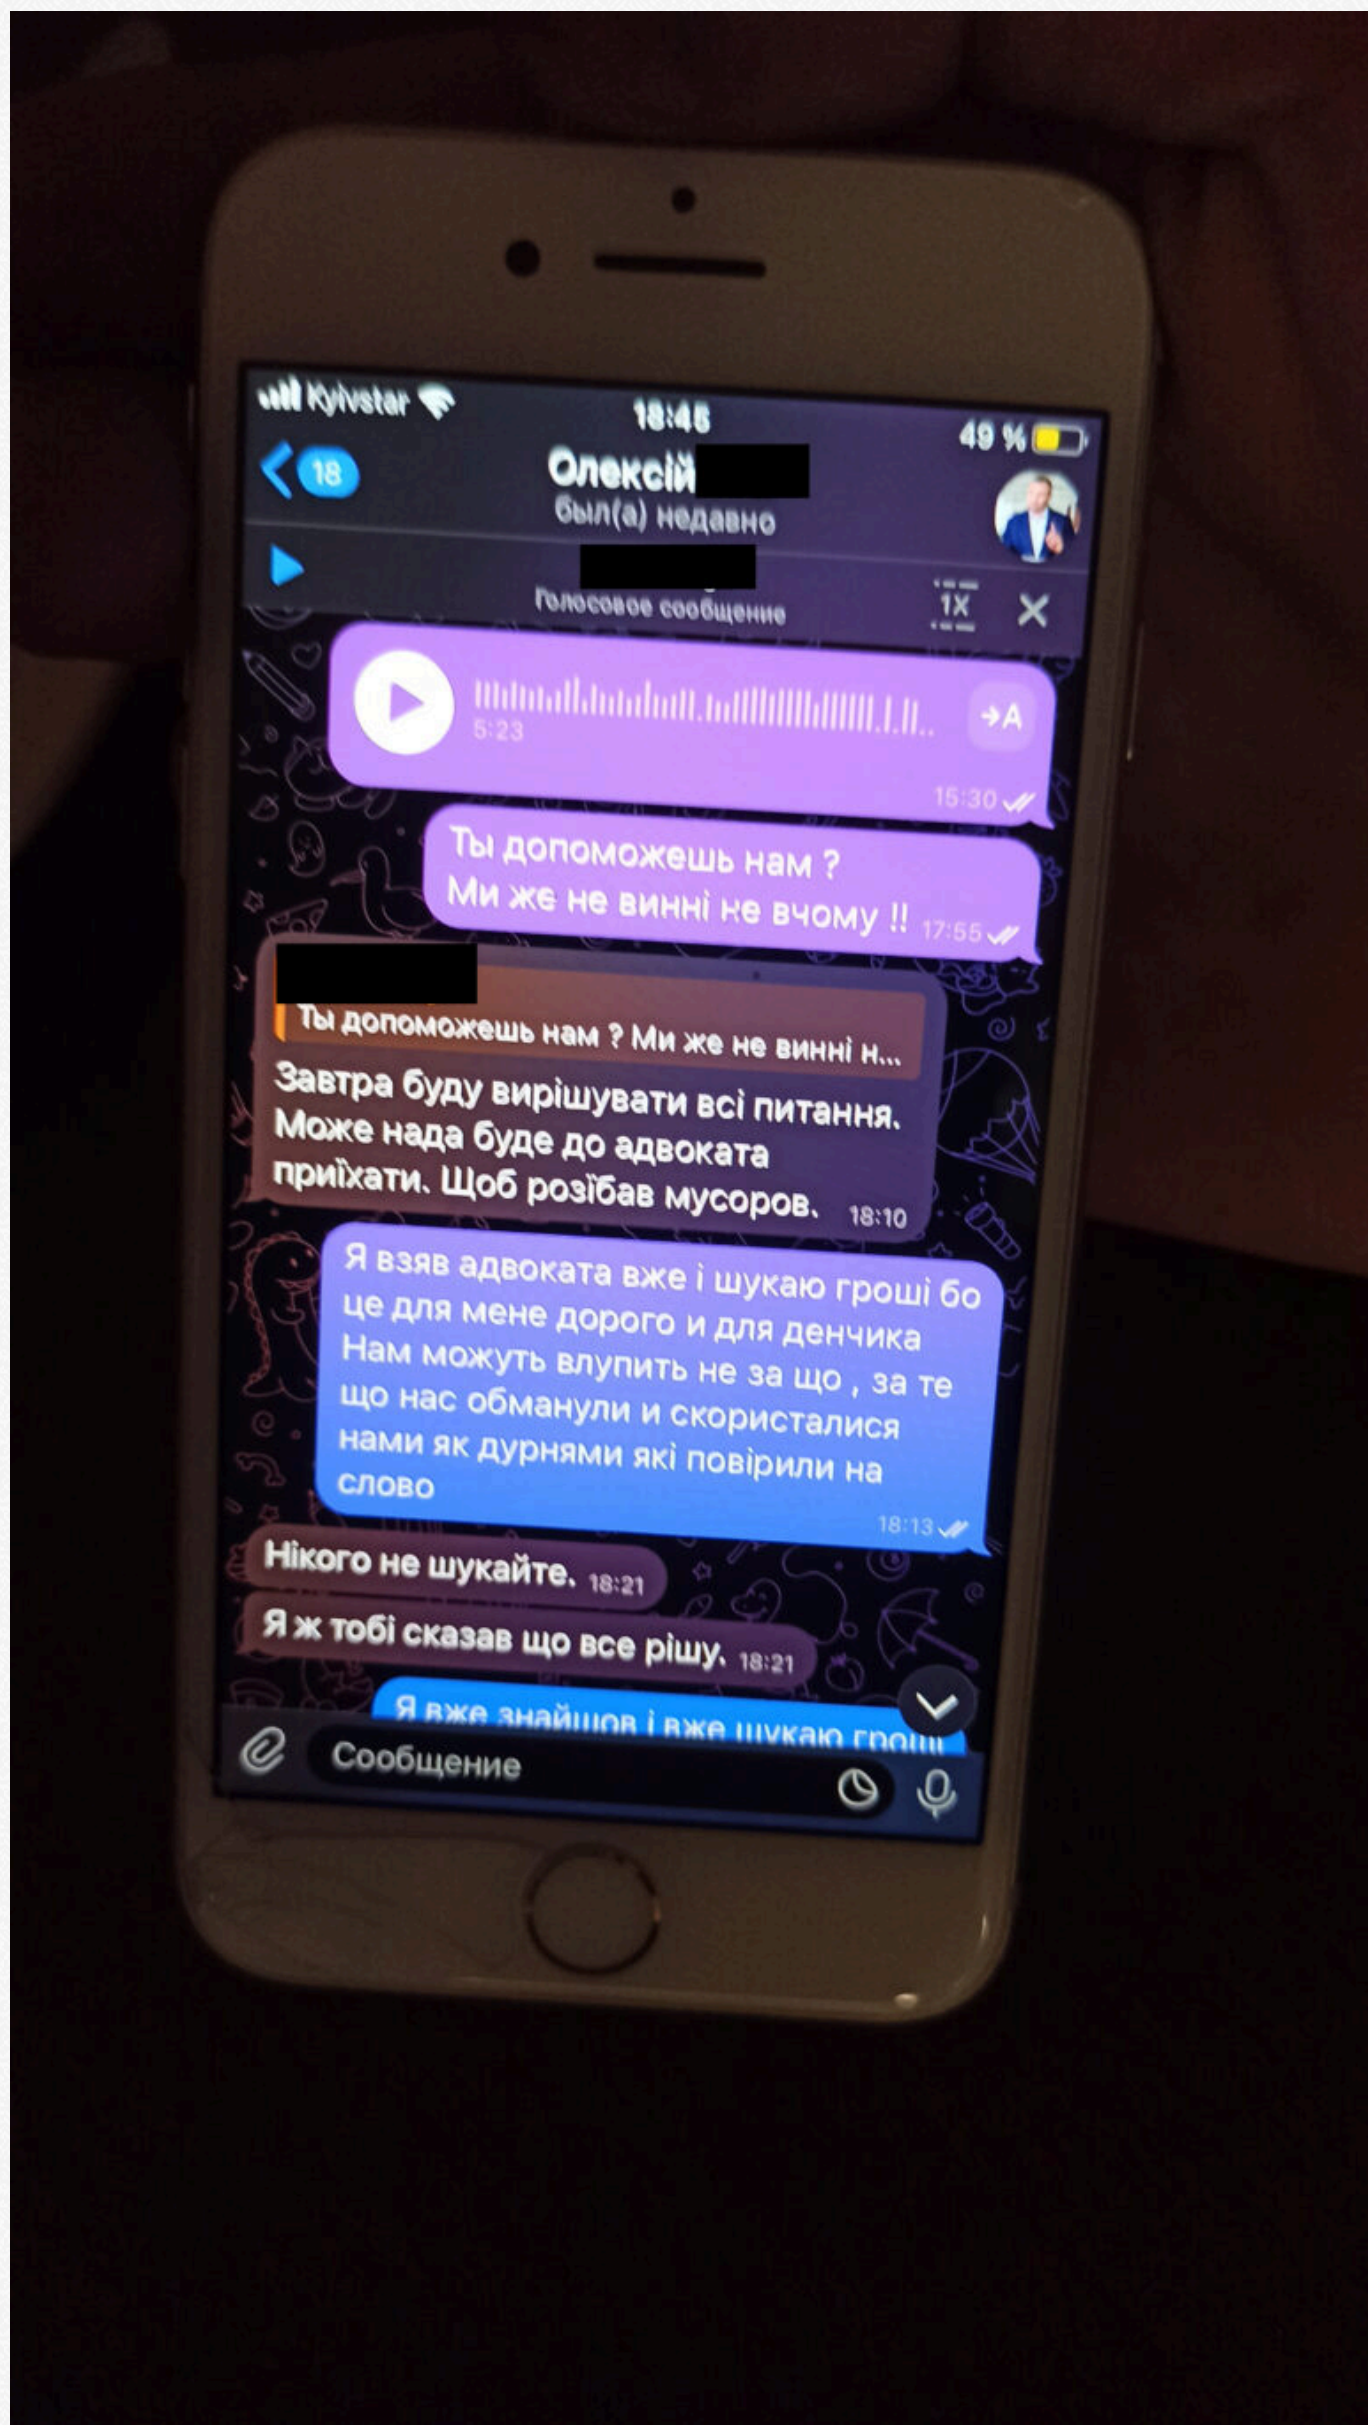 Kyivstar
18:45
49 %
18
Олексій
был(а) недавно
Голосовое сообщение
1X
5:23
→A
15:30
Ты допоможешь нам ?
Ми же не винні не вчому !! 17:55
Ты допоможешь нам ? Ми же не винні н...
Завтра буду вирішувати всі питання.
Може нада буде до адвоката
приїхати. Щоб розїбав мусоров. 18:10
Я взяв адвоката вже і шукаю гроші бо
це для мене дорого и для денчика
Нам можуть влупить не за що , за те
що нас обманули и скористалися
нами як дурнями які повірили на
слово
18:13
Нікого не шукайте. 18:21
Я ж тобі сказав що все рішу. 18:21
Я вже знайшов і вже шукаю гроші
Сообщение